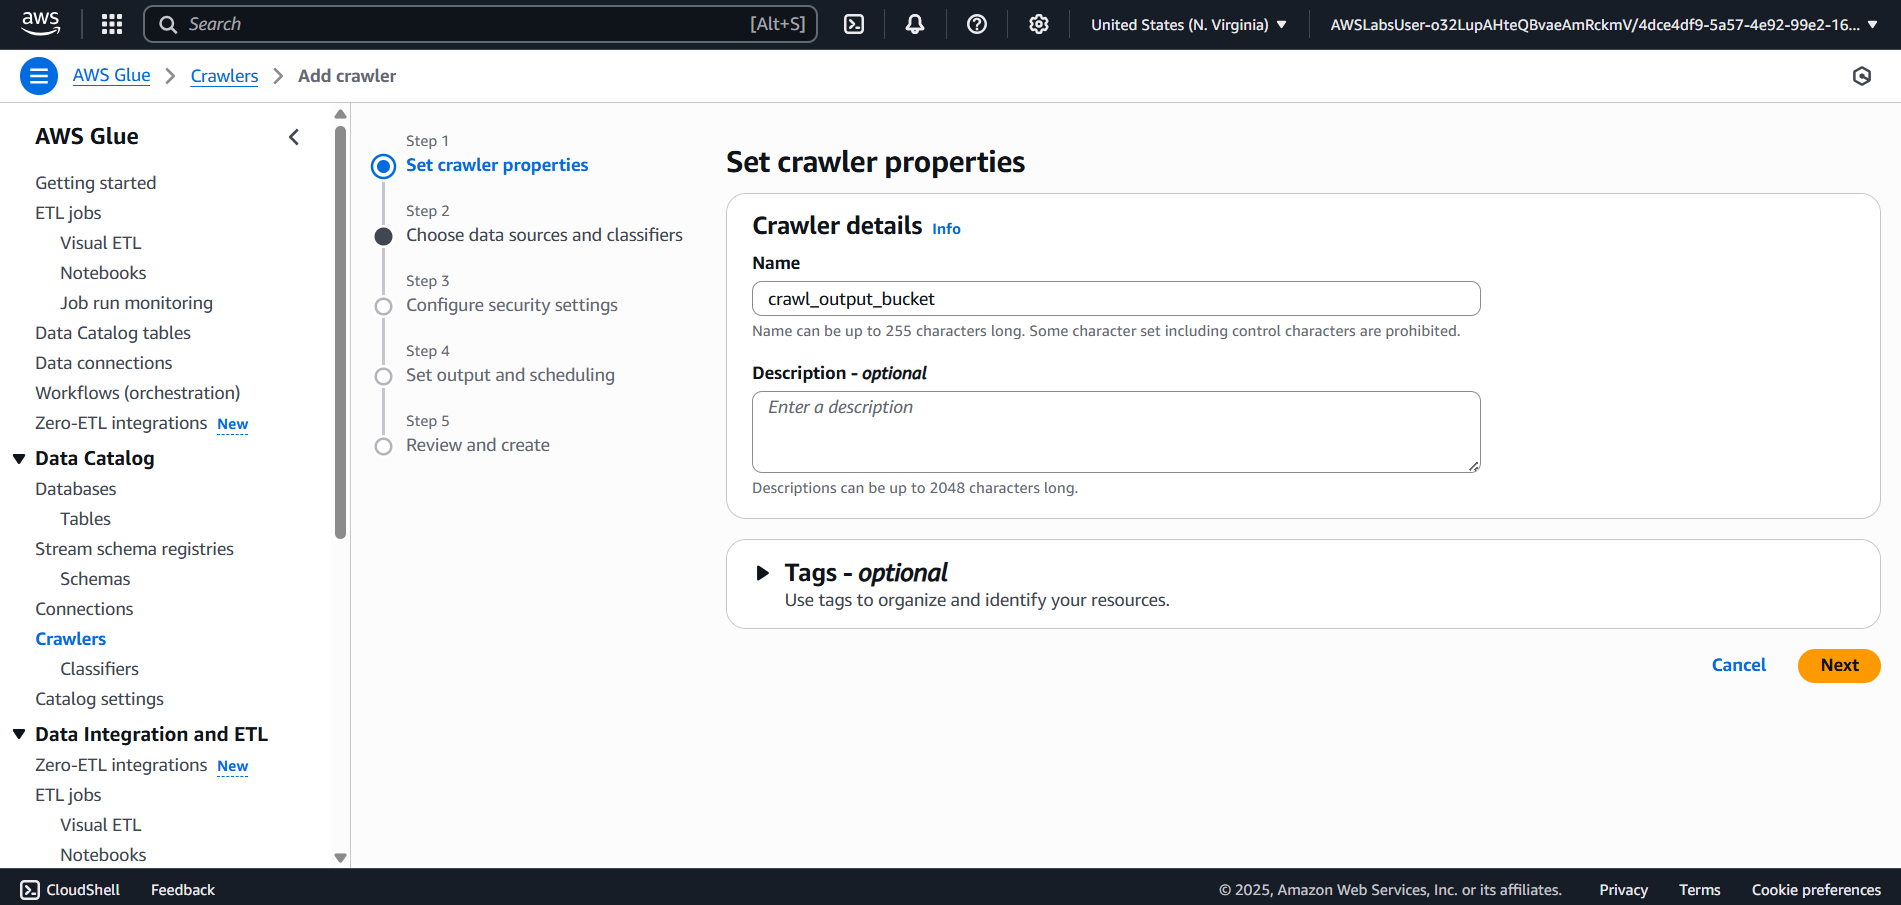 aws
Search [Alt+S]
United States (N. Virginia)
AWSLabsUser-o32LupAHteQBvaeAmRckmV/4dce4df9-5a57-4e92-99e2-16...
AWS Glue
Crawlers
Add crawler
AWS Glue
Getting started
ETL jobs
Visual ETL
Notebooks
Job run monitoring
Data Catalog tables
Data connections
Workflows (orchestration)
Zero-ETL integrations New
Data Catalog
Databases
Tables
Stream schema registries
Schemas
Connections
Crawlers
Classifiers
Catalog settings
Data Integration and ETL
Zero-ETL integrations New
ETL jobs
Visual ETL
Notebooks
Step 1
Set crawler properties
Step 2
Choose data sources and classifiers
Step 3
Configure security settings
Step 4
Set output and scheduling
Step 5
Review and create
Set crawler properties
Crawler details Info
Name
crawl_output_bucket
Name can be up to 255 characters long. Some character set including control characters are prohibited.
Description - optional
Enter a description
Descriptions can be up to 2048 characters long.
Tags - optional
Use tags to organize and identify your resources.
Cancel
Next
CloudShell
Feedback
© 2025, Amazon Web Services, Inc. or its affiliates.
Privacy
Terms
Cookie preferences